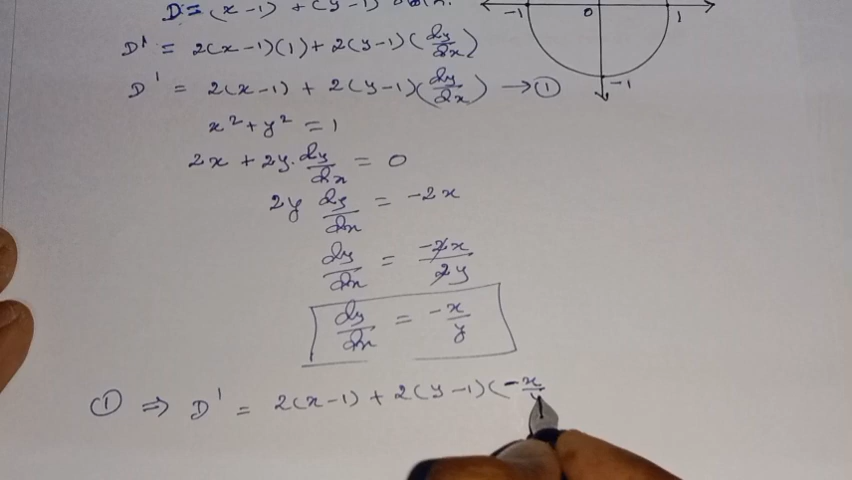 D = (x-1) + (y-1)
-1 0 1
D' = 2(x-1)(1) + 2(y-1)(dy/dx)
D' = 2(x-1) + 2(y-1)(dy/dx) → ①
-1
x² + y² = 1
2x + 2y. dy/dx = 0
2y dy/dx = -2x
dy/dx = -2x/2y
dy/dx = -x/y
① ⇒ D' = 2(x-1) + 2(y-1)(-x/y